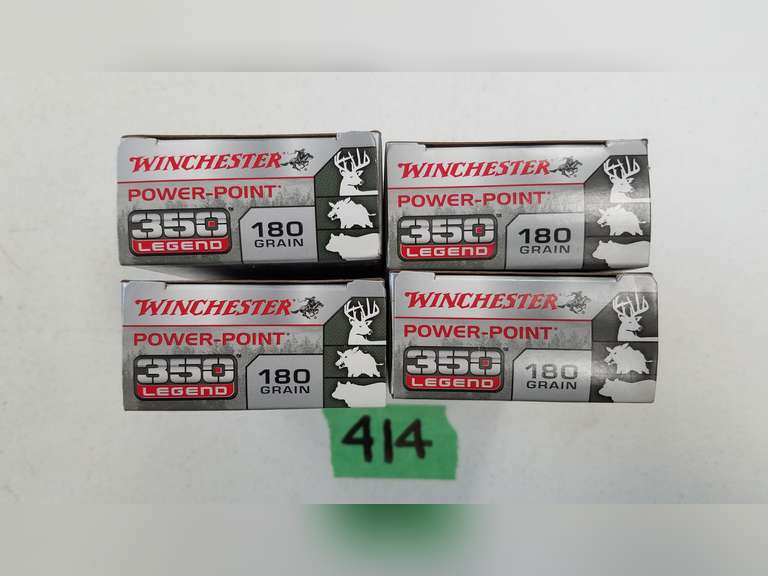 WINCHESTER
POWER-POINT
350
LEGEND
180
GRAIN
WINCHESTER
POWER-POINT
350
LEGEND
180
GRAIN
WINCHESTER
POWER-POINT
350
LEGEND
180
GRAIN
WINCHESTER
POWER-POINT
350
LEGEND
180
GRAIN
414